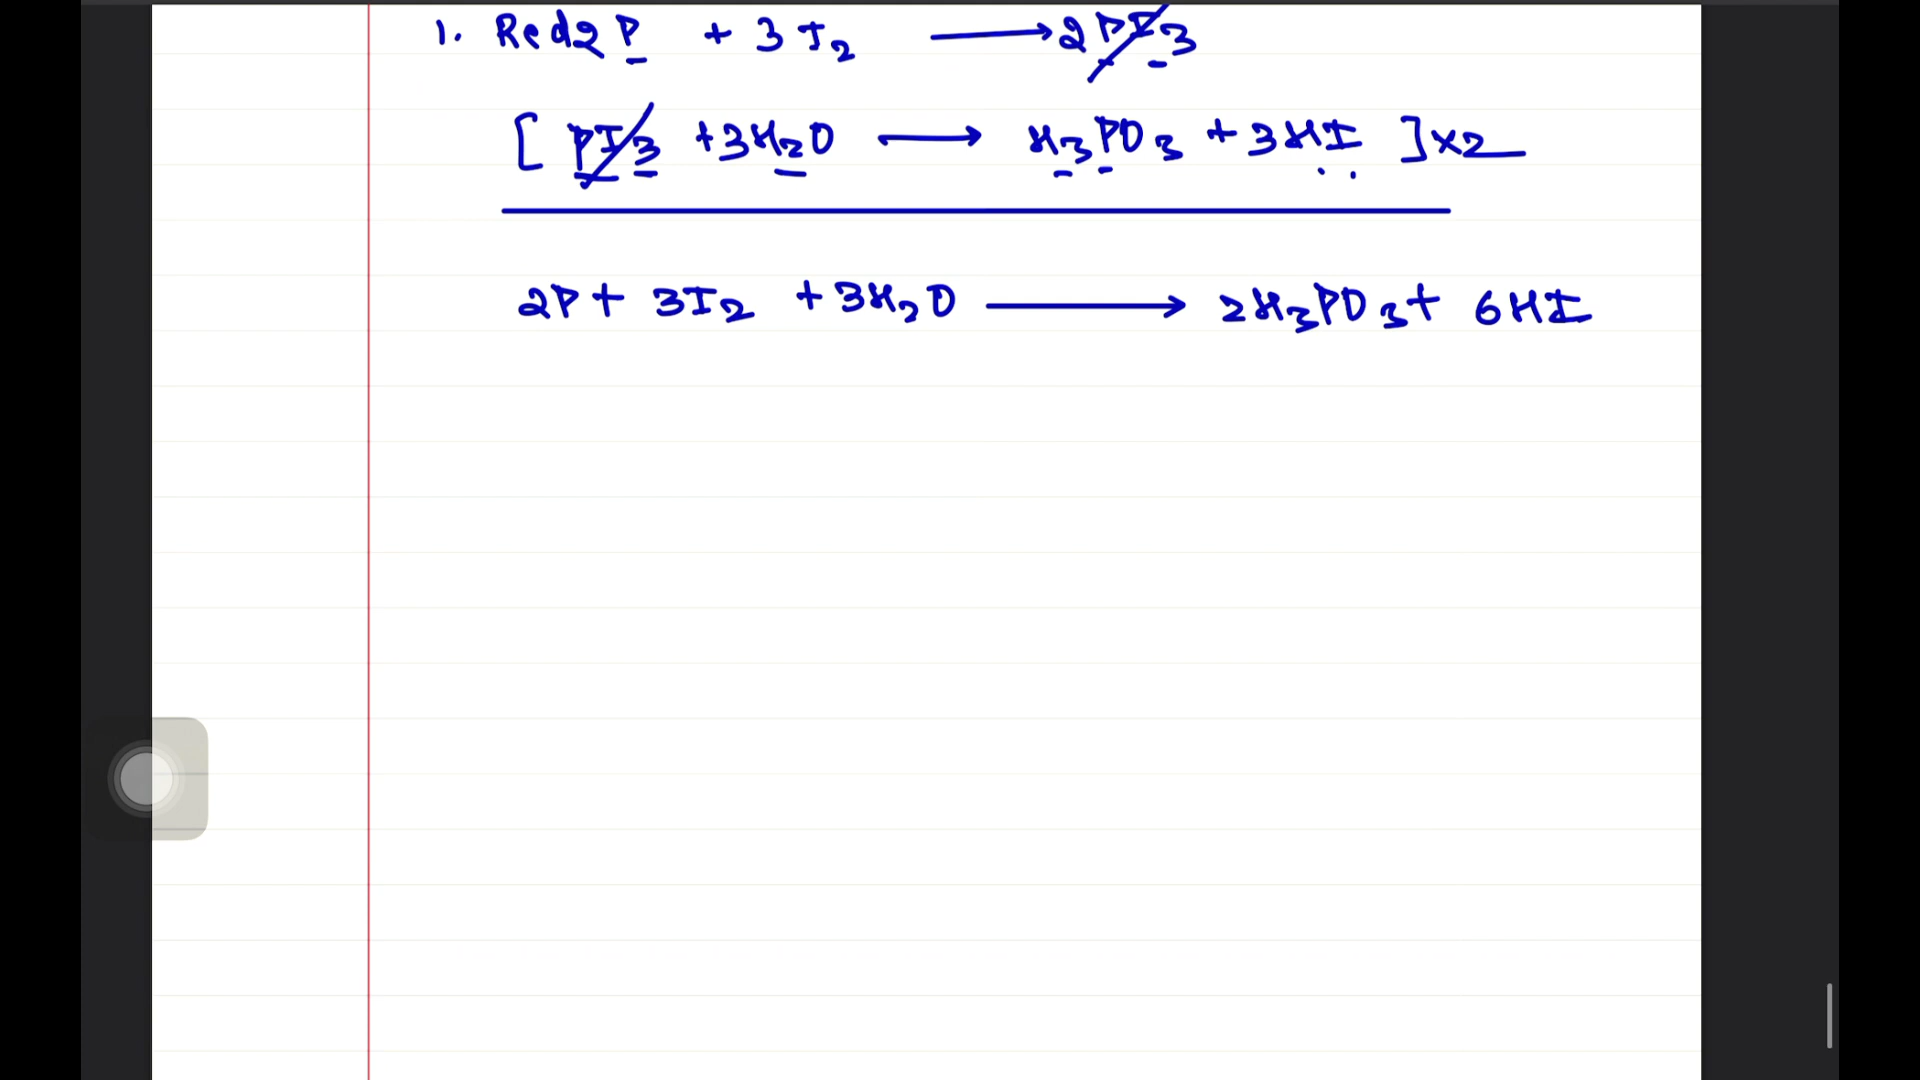 1. Red 2P + 3I₂ ⟶ 2PI₃
[ PI₃ + 3H₂O ⟶ H₃PO₃ + 3HI ] × 2
2P + 3I₂ + 3H₂O ⟶ 2H₃PO₃ + 6HI